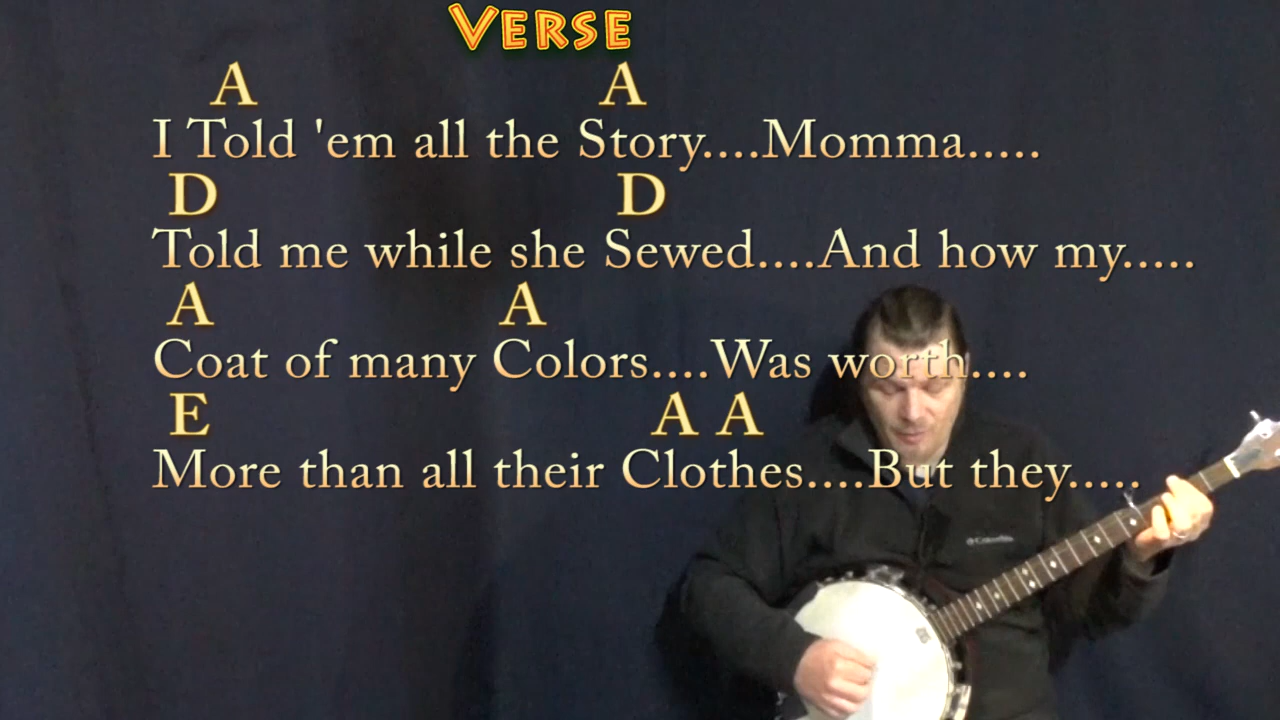 VERSE
A A
I Told 'em all the Story....Momma.....
D D
Told me while she Sewed....And how my.....
A A
Coat of many Colors....Was worth....
E A A
More than all their Clothes....But they.....
Columbia